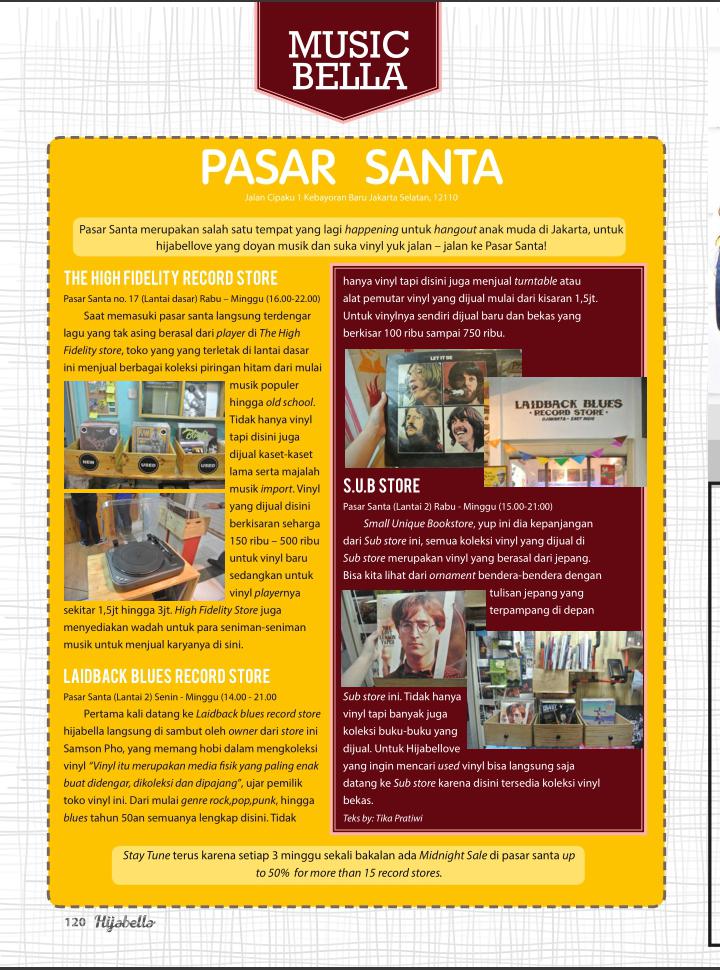 MUSIC
BELLA
PASAR SANTA
Jalan Cipaku 1 Kebayoran Baru Jakarta Selatan, 12110
Pasar Santa merupakan salah satu tempat yang lagi happening untuk hangout anak muda di Jakarta, untuk
hijabellove yang doyan musik dan suka vinyl yuk jalan – jalan ke Pasar Santa!
THE HIGH FIDELITY RECORD STORE
Pasar Santa no. 17 (Lantai dasar) Rabu – Minggu (16.00-22.00)
Saat memasuki pasar santa langsung terdengar
lagu yang tak asing berasal dari player di The High
Fidelity store, toko yang yang terletak di lantai dasar
ini menjual berbagai koleksi piringan hitam dari mulai
musik populer
hingga old school.
Tidak hanya vinyl
tapi disini juga
dijual kaset-kaset
lama serta majalah
musik import. Vinyl
yang dijual disini
berkisaran seharga
150 ribu – 500 ribu
untuk vinyl baru
sedangkan untuk
vinyl playernya
sekitar 1,5jt hingga 3jt. High Fidelity Store juga
menyediakan wadah untuk para seniman-seniman
musik untuk menjual karyanya di sini.
NEW
USED
USED
LAIDBACK BLUES RECORD STORE
Pasar Santa (Lantai 2) Senin - Minggu (14.00 - 21.00
Pertama kali datang ke Laidback blues record store
hijabella langsung di sambut oleh owner dari store ini
Samson Pho, yang memang hobi dalam mengkoleksi
vinyl “Vinyl itu merupakan media fisik yang paling enak
buat didengar, dikoleksi dan dipajang”, ujar pemilik
toko vinyl ini. Dari mulai genre rock,pop,punk, hingga
blues tahun 50an semuanya lengkap disini. Tidak
hanya vinyl tapi disini juga menjual turntable atau
alat pemutar vinyl yang dijual mulai dari kisaran 1,5jt.
Untuk vinylnya sendiri dijual baru dan bekas yang
berkisar 100 ribu sampai 750 ribu.
LET IT BE
LAIDBACK BLUES
· RECORD STORE ·
DJAKARTA - EAST INDIE
S.U.B STORE
Pasar Santa (Lantai 2) Rabu - Minggu (15.00-21:00)
Small Unique Bookstore, yup ini dia kepanjangan
dari Sub store ini, semua koleksi vinyl yang dijual di
Sub store merupakan vinyl yang berasal dari jepang.
Bisa kita lihat dari ornament bendera-bendera dengan
tulisan jepang yang
terpampang di depan
Sub store ini. Tidak hanya
vinyl tapi banyak juga
koleksi buku-buku yang
dijual. Untuk Hijabellove
yang ingin mencari used vinyl bisa langsung saja
datang ke Sub store karena disini tersedia koleksi vinyl
bekas.
Teks by: Tika Pratiwi
Stay Tune terus karena setiap 3 minggu sekali bakalan ada Midnight Sale di pasar santa up
to 50% for more than 15 record stores.
120 Hijabella